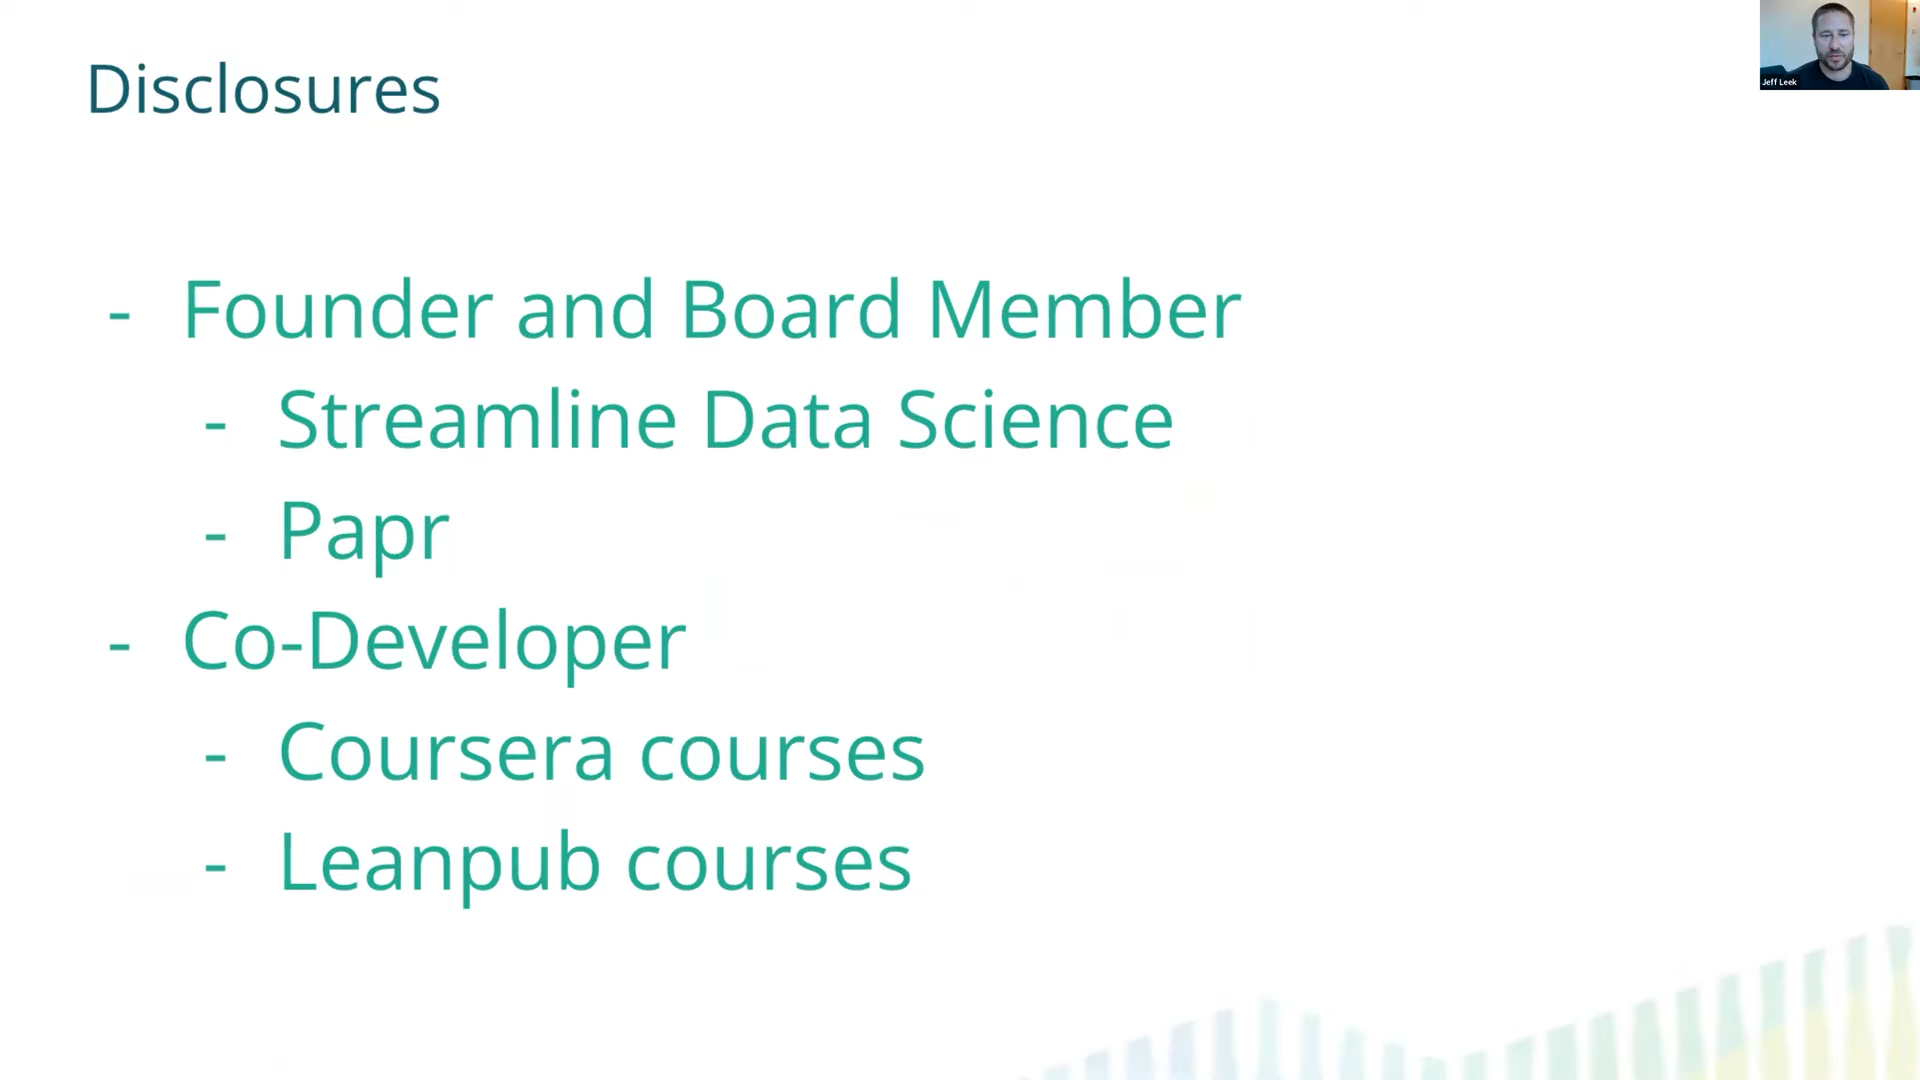 Disclosures
Jeff Leek
- Founder and Board Member
- Streamline Data Science
- Papr
- Co-Developer
- Coursera courses
- Leanpub courses